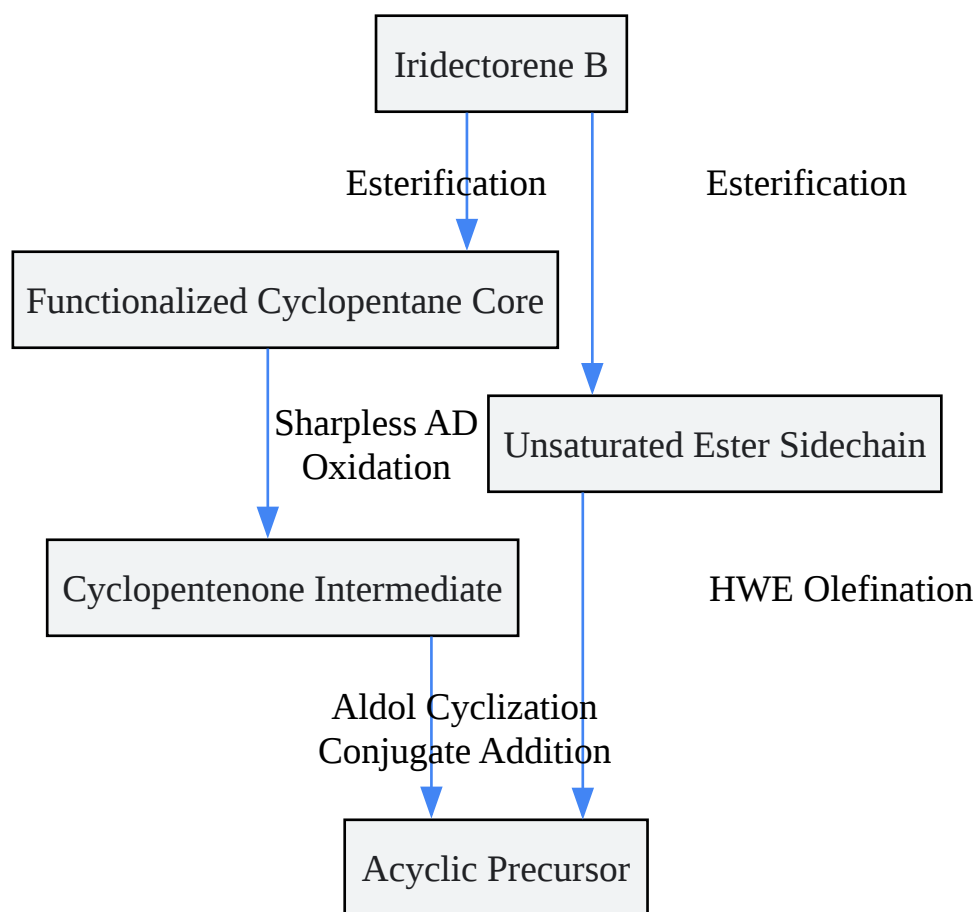 Iridectorene B
Esterification
Esterification
Functionalized Cyclopentane Core
Sharpless AD
Oxidation
Unsaturated Ester Sidechain
Cyclopentenone Intermediate
HWE Olefination
Aldol Cyclization
Conjugate Addition
Acyclic Precursor